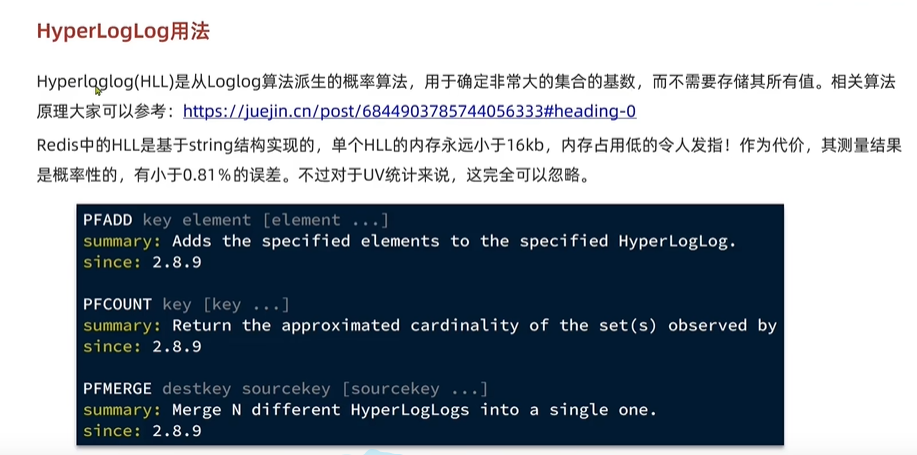 HyperLogLog用法
Hyperloglog(HLL)是从Loglog算法派生的概率算法，用于确定非常大的集合的基数，而不需要存储其所有值。相关算法
原理大家可以参考：https://juejin.cn/post/6844903785744056333#heading-0
Redis中的HLL是基于string结构实现的，单个HLL的内存永远小于16kb，内存占用低的令人发指！作为代价，其测量结果
是概率性的，有小于0.81％的误差。不过对于UV统计来说，这完全可以忽略。
PFADD key element [element ...]
summary: Adds the specified elements to the specified HyperLogLog.
since: 2.8.9
PFCOUNT key [key ...]
summary: Return the approximated cardinality of the set(s) observed by
since: 2.8.9
PFMERGE destkey sourcekey [sourcekey ...]
summary: Merge N different HyperLogLogs into a single one.
since: 2.8.9